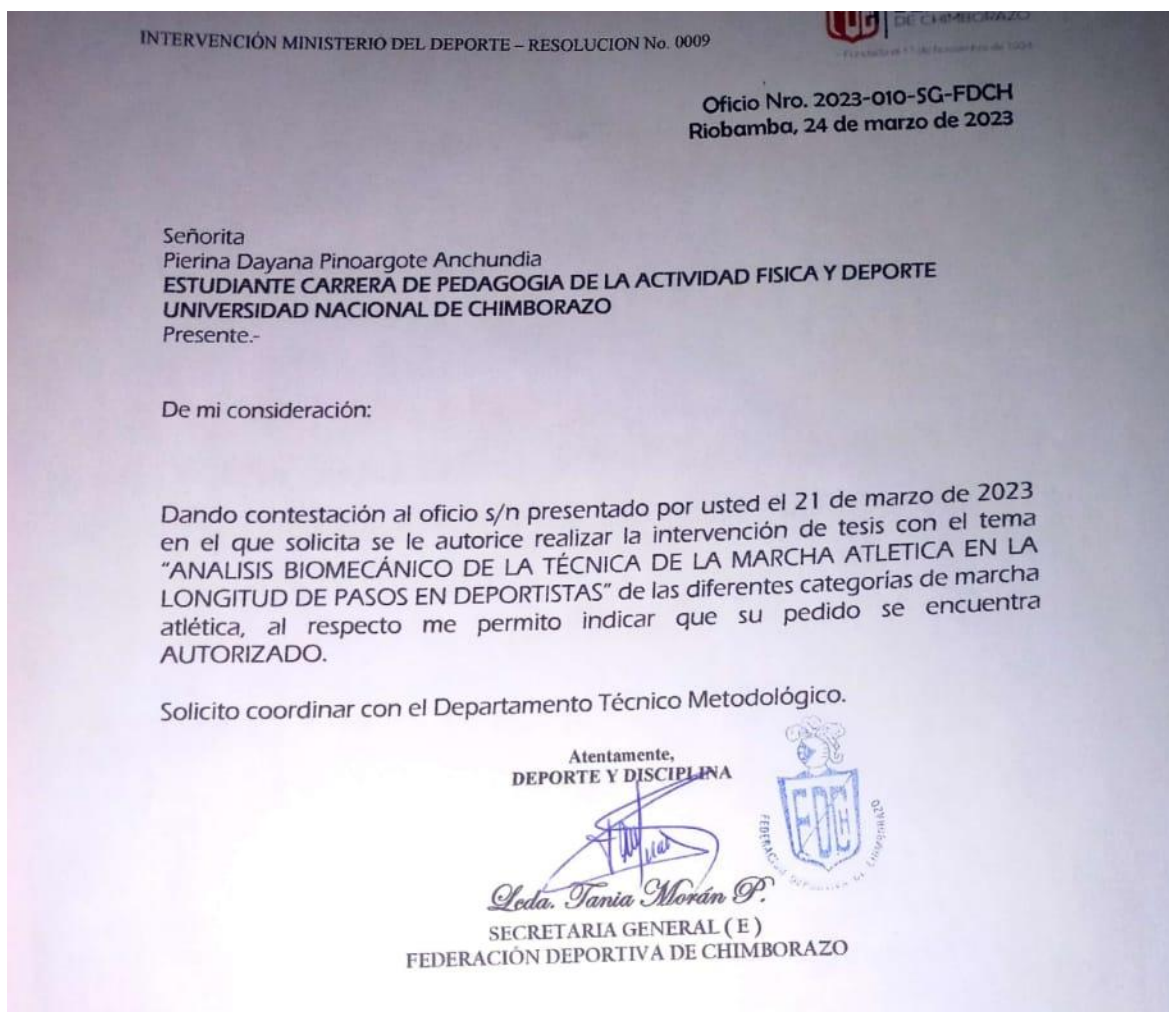 DE CHIMBORAZO
INTERVENCIÓN MINISTERIO DEL DEPORTE – RESOLUCION No. 0009
Oficio Nro. 2023-010-SG-FDCH
Riobamba, 24 de marzo de 2023
Señorita
Pierina Dayana Pinoargote Anchundia
ESTUDIANTE CARRERA DE PEDAGOGIA DE LA ACTIVIDAD FISICA Y DEPORTE
UNIVERSIDAD NACIONAL DE CHIMBORAZO
Presente.-
De mi consideración:
Dando contestación al oficio s/n presentado por usted el 21 de marzo de 2023
en el que solicita se le autorice realizar la intervención de tesis con el tema
“ANALISIS BIOMECÁNICO DE LA TÉCNICA DE LA MARCHA ATLETICA EN LA
LONGITUD DE PASOS EN DEPORTISTAS” de las diferentes categorías de marcha
atlética, al respecto me permito indicar que su pedido se encuentra
AUTORIZADO.
Solicito coordinar con el Departamento Técnico Metodológico.
Atentamente,
DEPORTE Y DISCIPLINA
FDCH
FEDERACION DEPORTIVA DE CHIMBORAZO
Lcda. Tania Morán P.
SECRETARIA GENERAL ( E )
FEDERACIÓN DEPORTIVA DE CHIMBORAZO